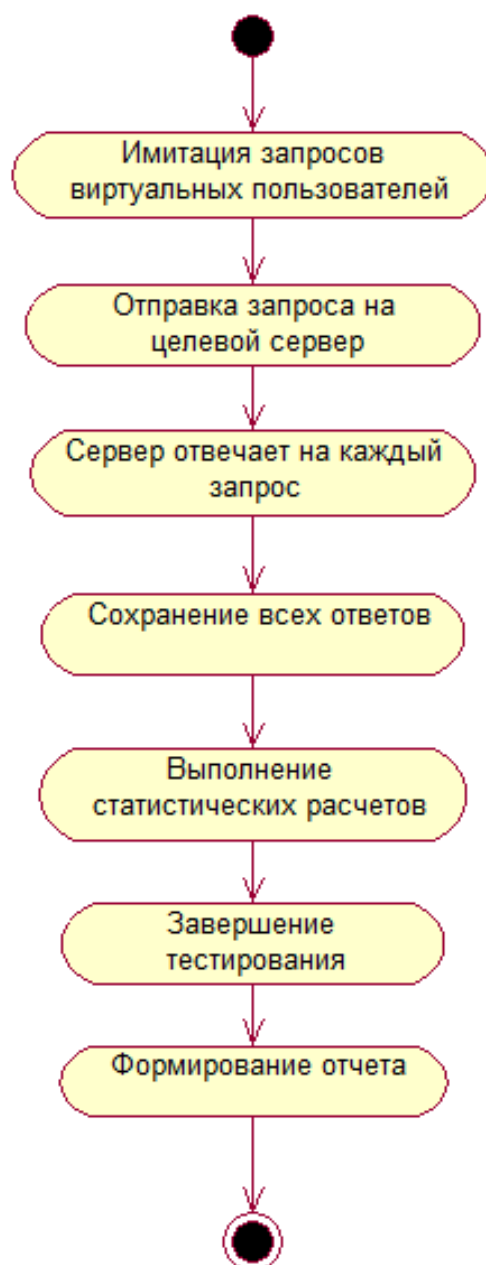 Имитация запросов
виртуальных пользователей
Отправка запроса на
целевой сервер
Сервер отвечает на каждый
запрос
Сохранение всех ответов
Выполнение
статистических расчетов
Завершение
тестирования
Формирование отчета